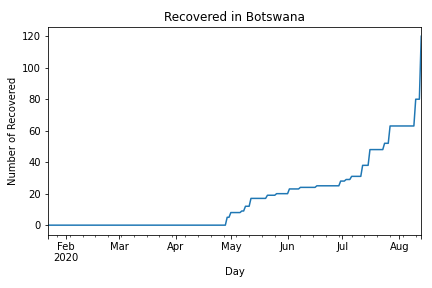 Recovered in Botswana
Number of Recovered
120
100
80
60
40
20
0
Feb
2020
Mar
Apr
May
Jun
Jul
Aug
Day